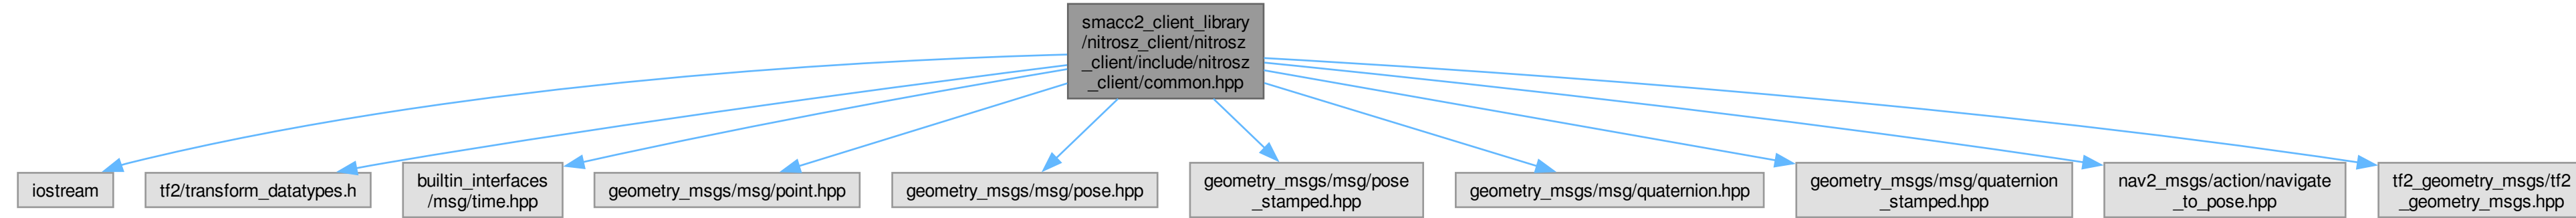 smacc2_client_library
/nitrosz_client/nitrosz
_client/include/nitrosz
_client/common.hpp
iostream
tf2/transform_datatypes.h
builtin_interfaces
/msg/time.hpp
geometry_msgs/msg/point.hpp
geometry_msgs/msg/pose.hpp
geometry_msgs/msg/pose
_stamped.hpp
geometry_msgs/msg/quaternion.hpp
geometry_msgs/msg/quaternion
_stamped.hpp
nav2_msgs/action/navigate
_to_pose.hpp
tf2_geometry_msgs/tf2
_geometry_msgs.hpp